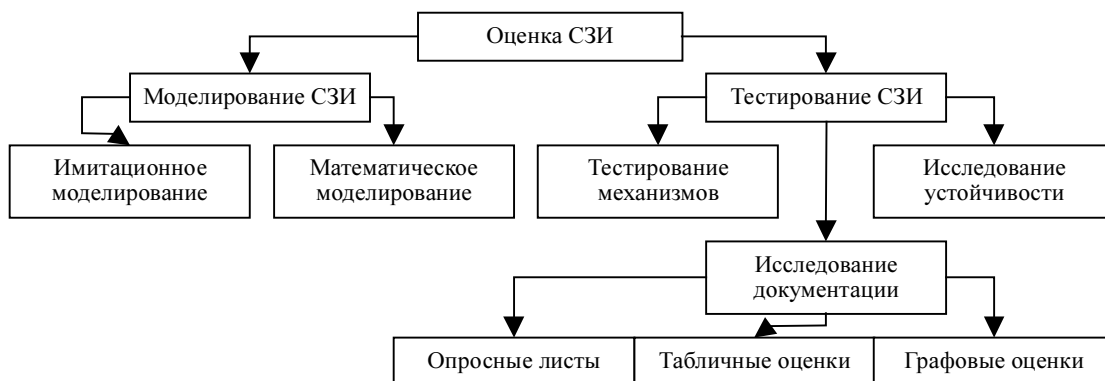 Оценка СЗИ
Моделирование СЗИ
Тестирование СЗИ
Имитационное
моделирование
Математическое
моделирование
Тестирование
механизмов
Исследование
устойчивости
Исследование
документации
Опросные листы
Табличные оценки
Графовые оценки